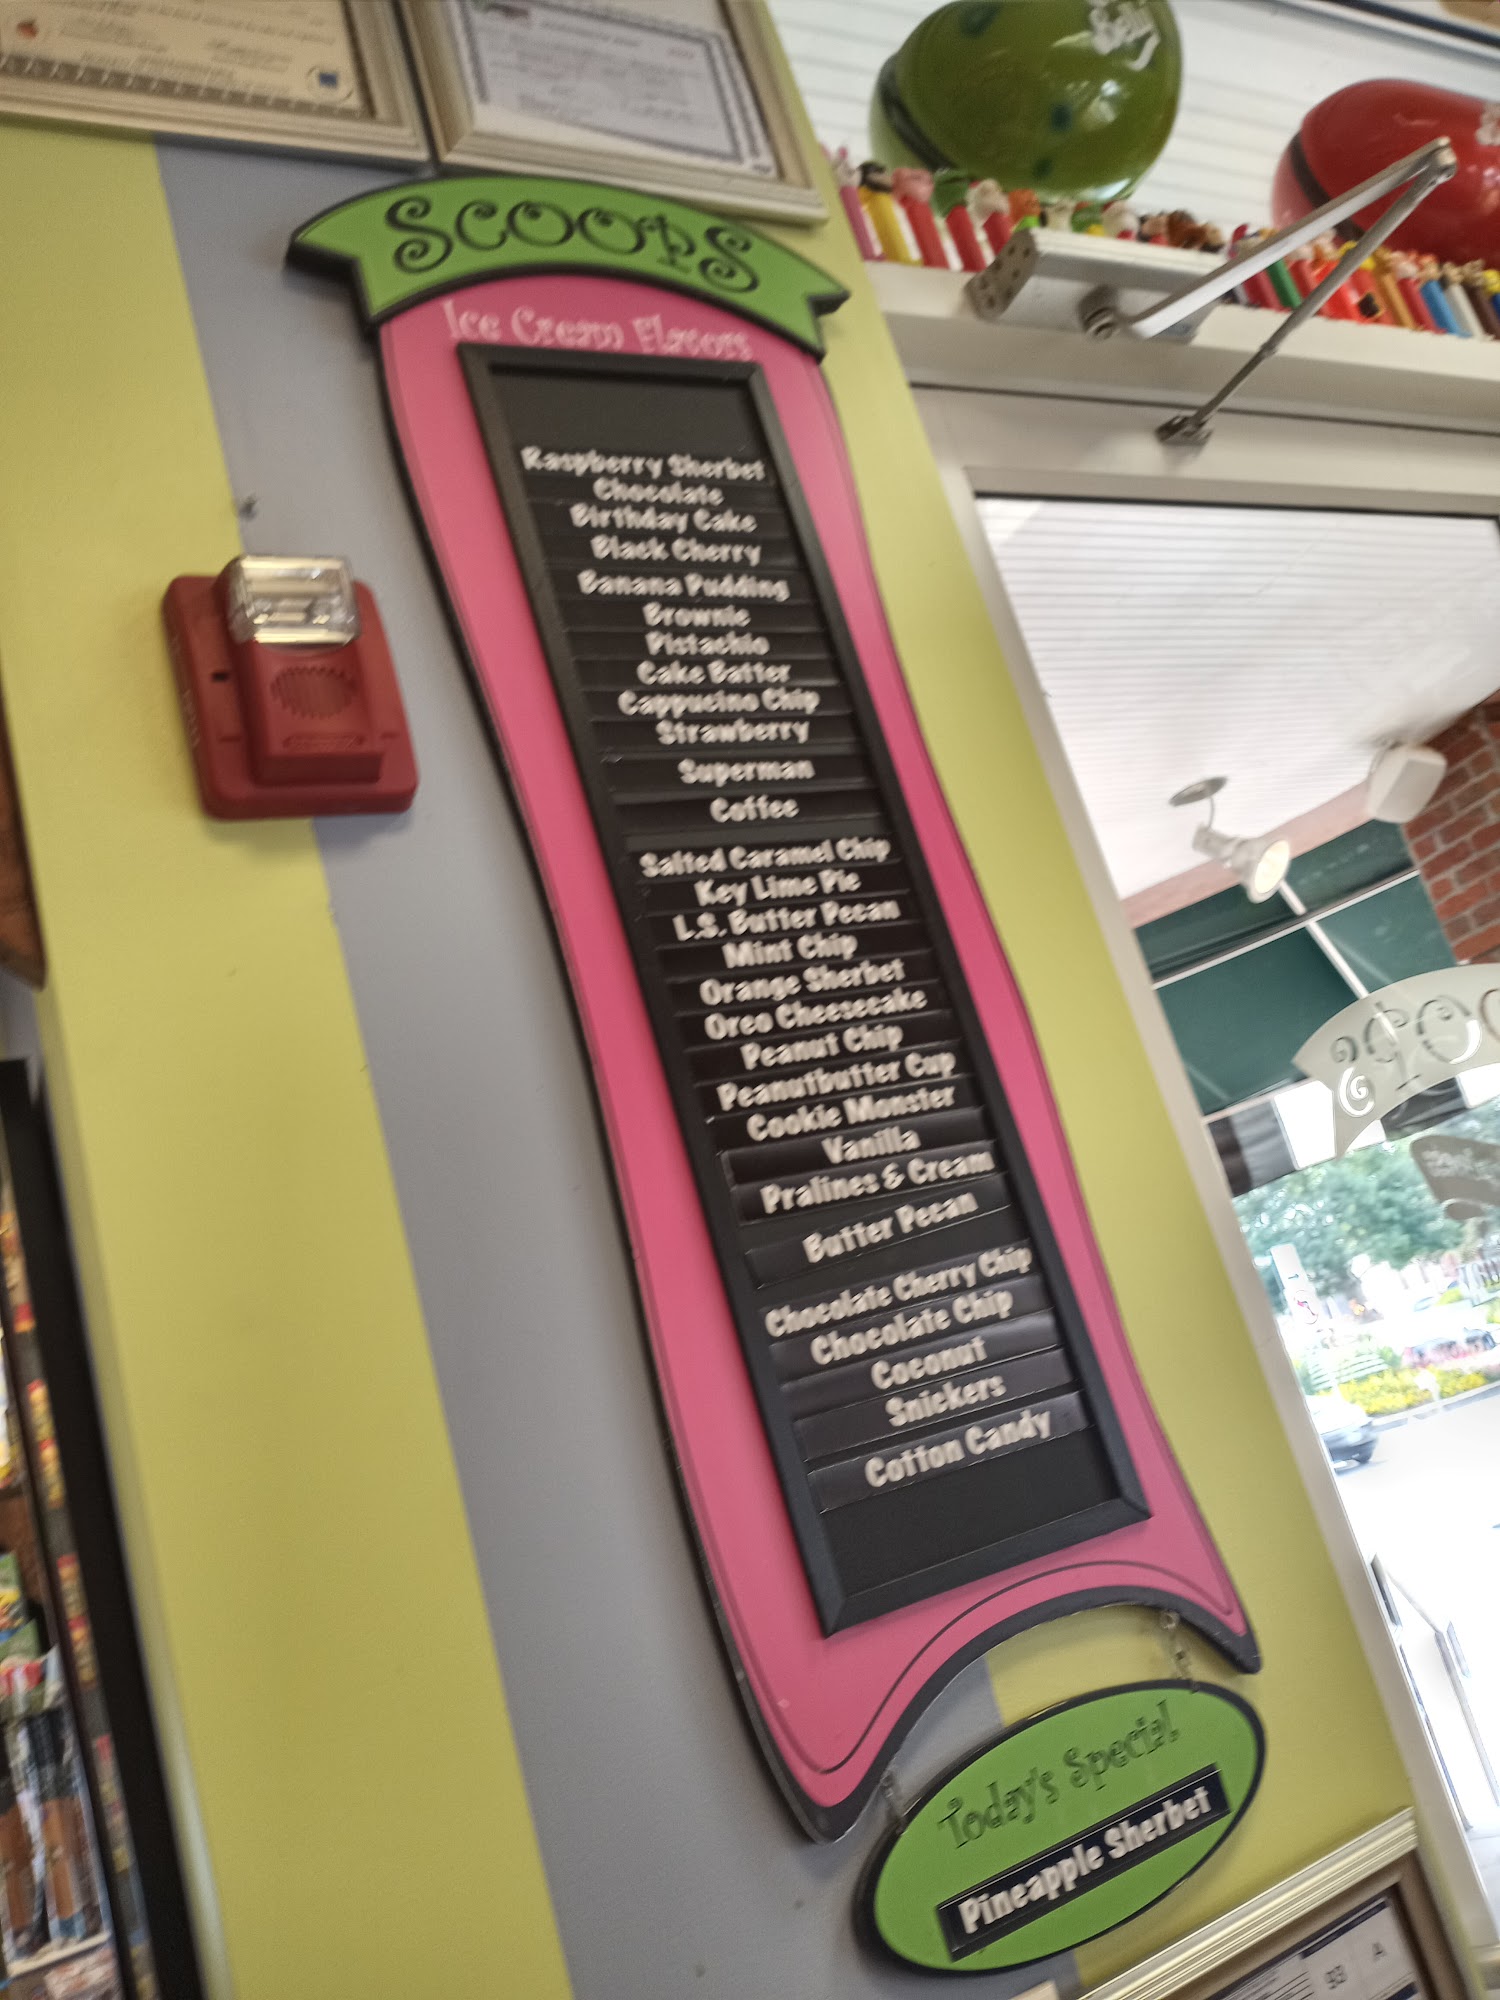 Belly
SCOOPS
Ice Cream Flavors
Raspberry Sherbet
Chocolate
Birthday Cake
Black Cherry
Banana Pudding
Brownie
Pistachio
Cake Batter
Cappucino Chip
Strawberry
Superman
Coffee
Salted Caramel Chip
Key Lime Pie
L.S. Butter Pecan
Mint Chip
Orange Sherbet
Oreo Cheesecake
Peanut Chip
Peanutbutter Cup
Cookie Monster
Vanilla
Pralines & Cream
Butter Pecan
Chocolate Cherry Chip
Chocolate Chip
Coconut
Snickers
Cotton Candy
Today's Special
Pineapple Sherbet
93 A